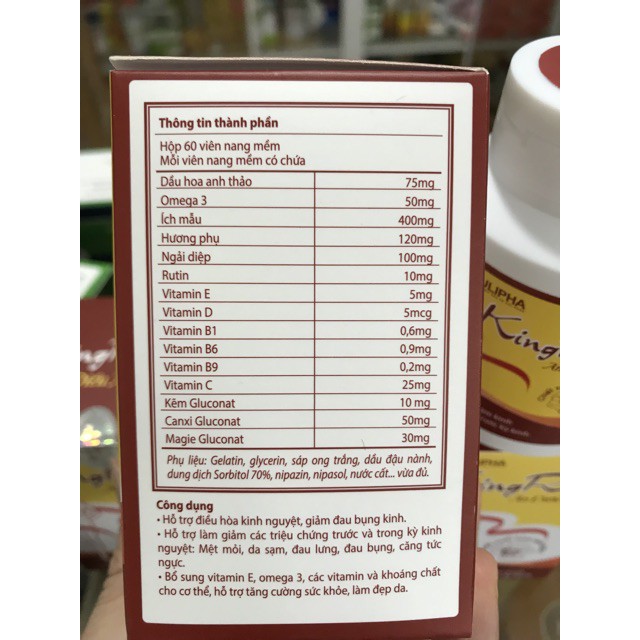 Thông tin thành phần
Hộp 60 viên nang mềm
Mỗi viên nang mềm có chứa
Dầu hoa anh thảo 75mg
Omega 3 50mg
Ích mẫu 400mg
Hương phụ 120mg
Ngải diệp 100mg
Rutin 10mg
Vitamin E 5mg
Vitamin D 5mcg
Vitamin B1 0,6mg
Vitamin B6 0,9mg
Vitamin B9 0,2mg
Vitamin C 25mg
Kẽm Gluconat 10 mg
Canxi Gluconat 50mg
Magie Gluconat 30mg
Phụ liệu: Gelatin, glycerin, sáp ong trắng, dầu đậu nành,
dung dịch Sorbitol 70%, nipazin, nipasol, nước cất... vừa đủ.
Công dụng
• Hỗ trợ điều hòa kinh nguyệt, giảm đau bụng kinh.
• Hỗ trợ làm giảm các triệu chứng trước và trong kỳ kinh
nguyệt: Mệt mỏi, da sạm, đau lưng, đau bụng, căng tức
ngực.
• Bổ sung vitamin E, omega 3, các vitamin và khoáng chất
cho cơ thể, hỗ trợ tăng cường sức khỏe, làm đẹp da.